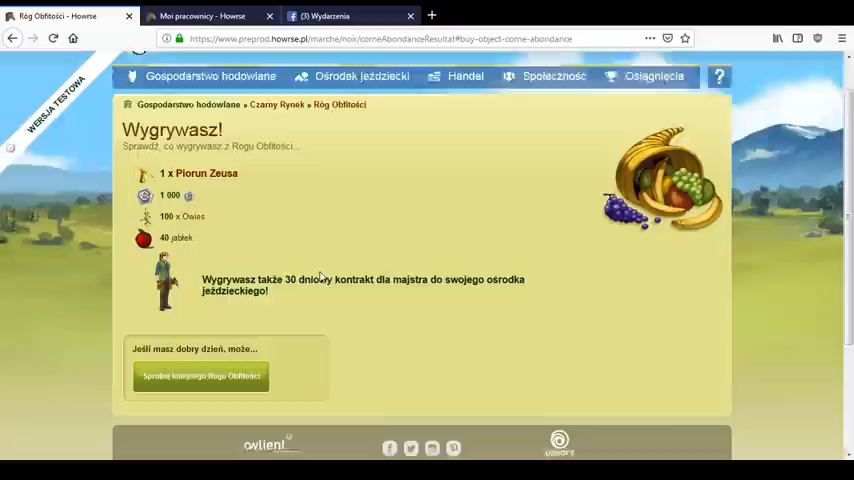 Róg Obfitości - Howrse
Moi pracownicy - Howrse
(3) Wydarzenia
https://www.preprod.howrse.pl/marche/noir/corneAbondanceResultat#buy-object-corne-abondance
WERSJA TESTOWA
Gospodarstwo hodowlane
Ośrodek jeździecki
Handel
Społeczność
Osiągnięcia
?
Gospodarstwo hodowlane » Czarny Rynek » Róg Obfitości
Wygrywasz!
Sprawdź, co wygrywasz z Rogu Obfitości...
1 x Piorun Zeusa
1 000
100 x Owies
40 jabłek
Wygrywasz także 30 dniowy kontrakt dla majstra do swojego ośrodka
jeździeckiego!
Jeśli masz dobry dzień, może...
Spróbuj kolejnego Rogu Obfitości
owlient
UBISOFT